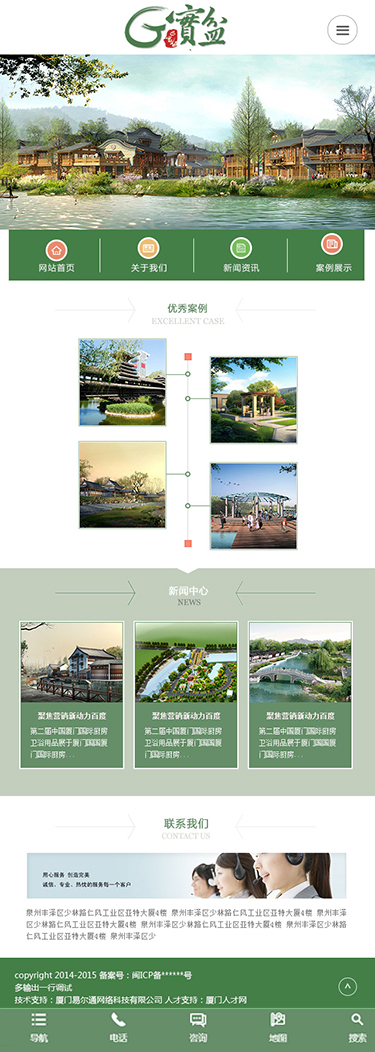 寳盆
网站首页
关于我们
新闻资讯
案例展示
优秀案例
EXCELLENT CASE
新闻中心
NEWS
聚焦营销新动力百度
第二届中国厦门国际厨房
卫浴用品展于厦门国国厦
门国际厨房...
聚焦营销新动力百度
第二届中国厦门国际厨房
卫浴用品展于厦门国国厦
门国际厨房...
聚焦营销新动力百度
第二届中国厦门国际厨房
卫浴用品展于厦门国国厦
门国际厨房...
联系我们
CONTACT US
用心服务 创造完美
诚信、专业、热忱的服务每一个客户
泉州丰泽区少林路仁风工业区亚特大厦4楼 泉州丰泽区少林路仁风工业区亚特大厦4楼 泉州丰泽
区少林路仁风工业区亚特大厦4楼 泉州丰泽区少林路仁风工业区亚特大厦4楼 泉州丰泽区少林路
仁风工业区亚特大厦4楼 泉州丰泽区少
copyright 2014-2015 备案号：闽ICP备******号
多输出一行调试
技术支持：厦门易尔通网络科技有限公司 人才支持：厦门人才网
导航
电话
咨询
地图
搜索